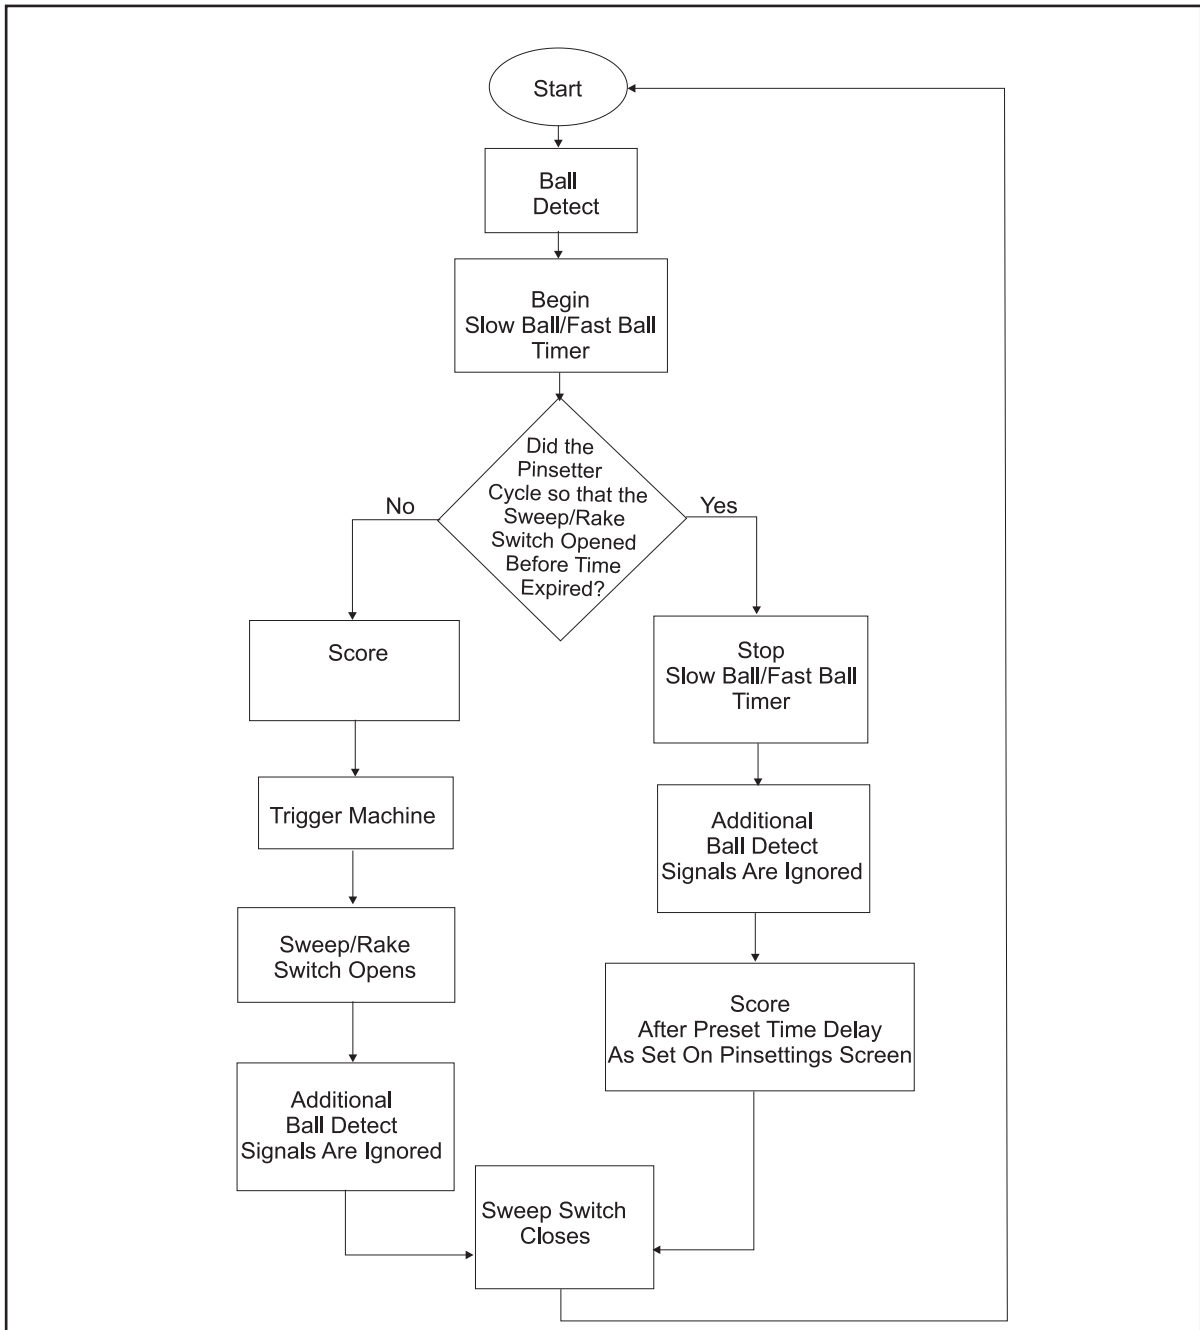 Start
Ball
Detect
Begin
Slow Ball/Fast Ball
Timer
Did the
Pinsetter
Cycle so that the
Sweep/Rake
Switch Opened
Before Time
Expired?
No
Yes
Score
Trigger Machine
Sweep/Rake
Switch Opens
Additional
Ball Detect
Signals Are Ignored
Stop
Slow Ball/Fast Ball
Timer
Additional
Ball Detect
Signals Are Ignored
Score
After Preset Time Delay
As Set On Pinsettings Screen
Sweep Switch
Closes